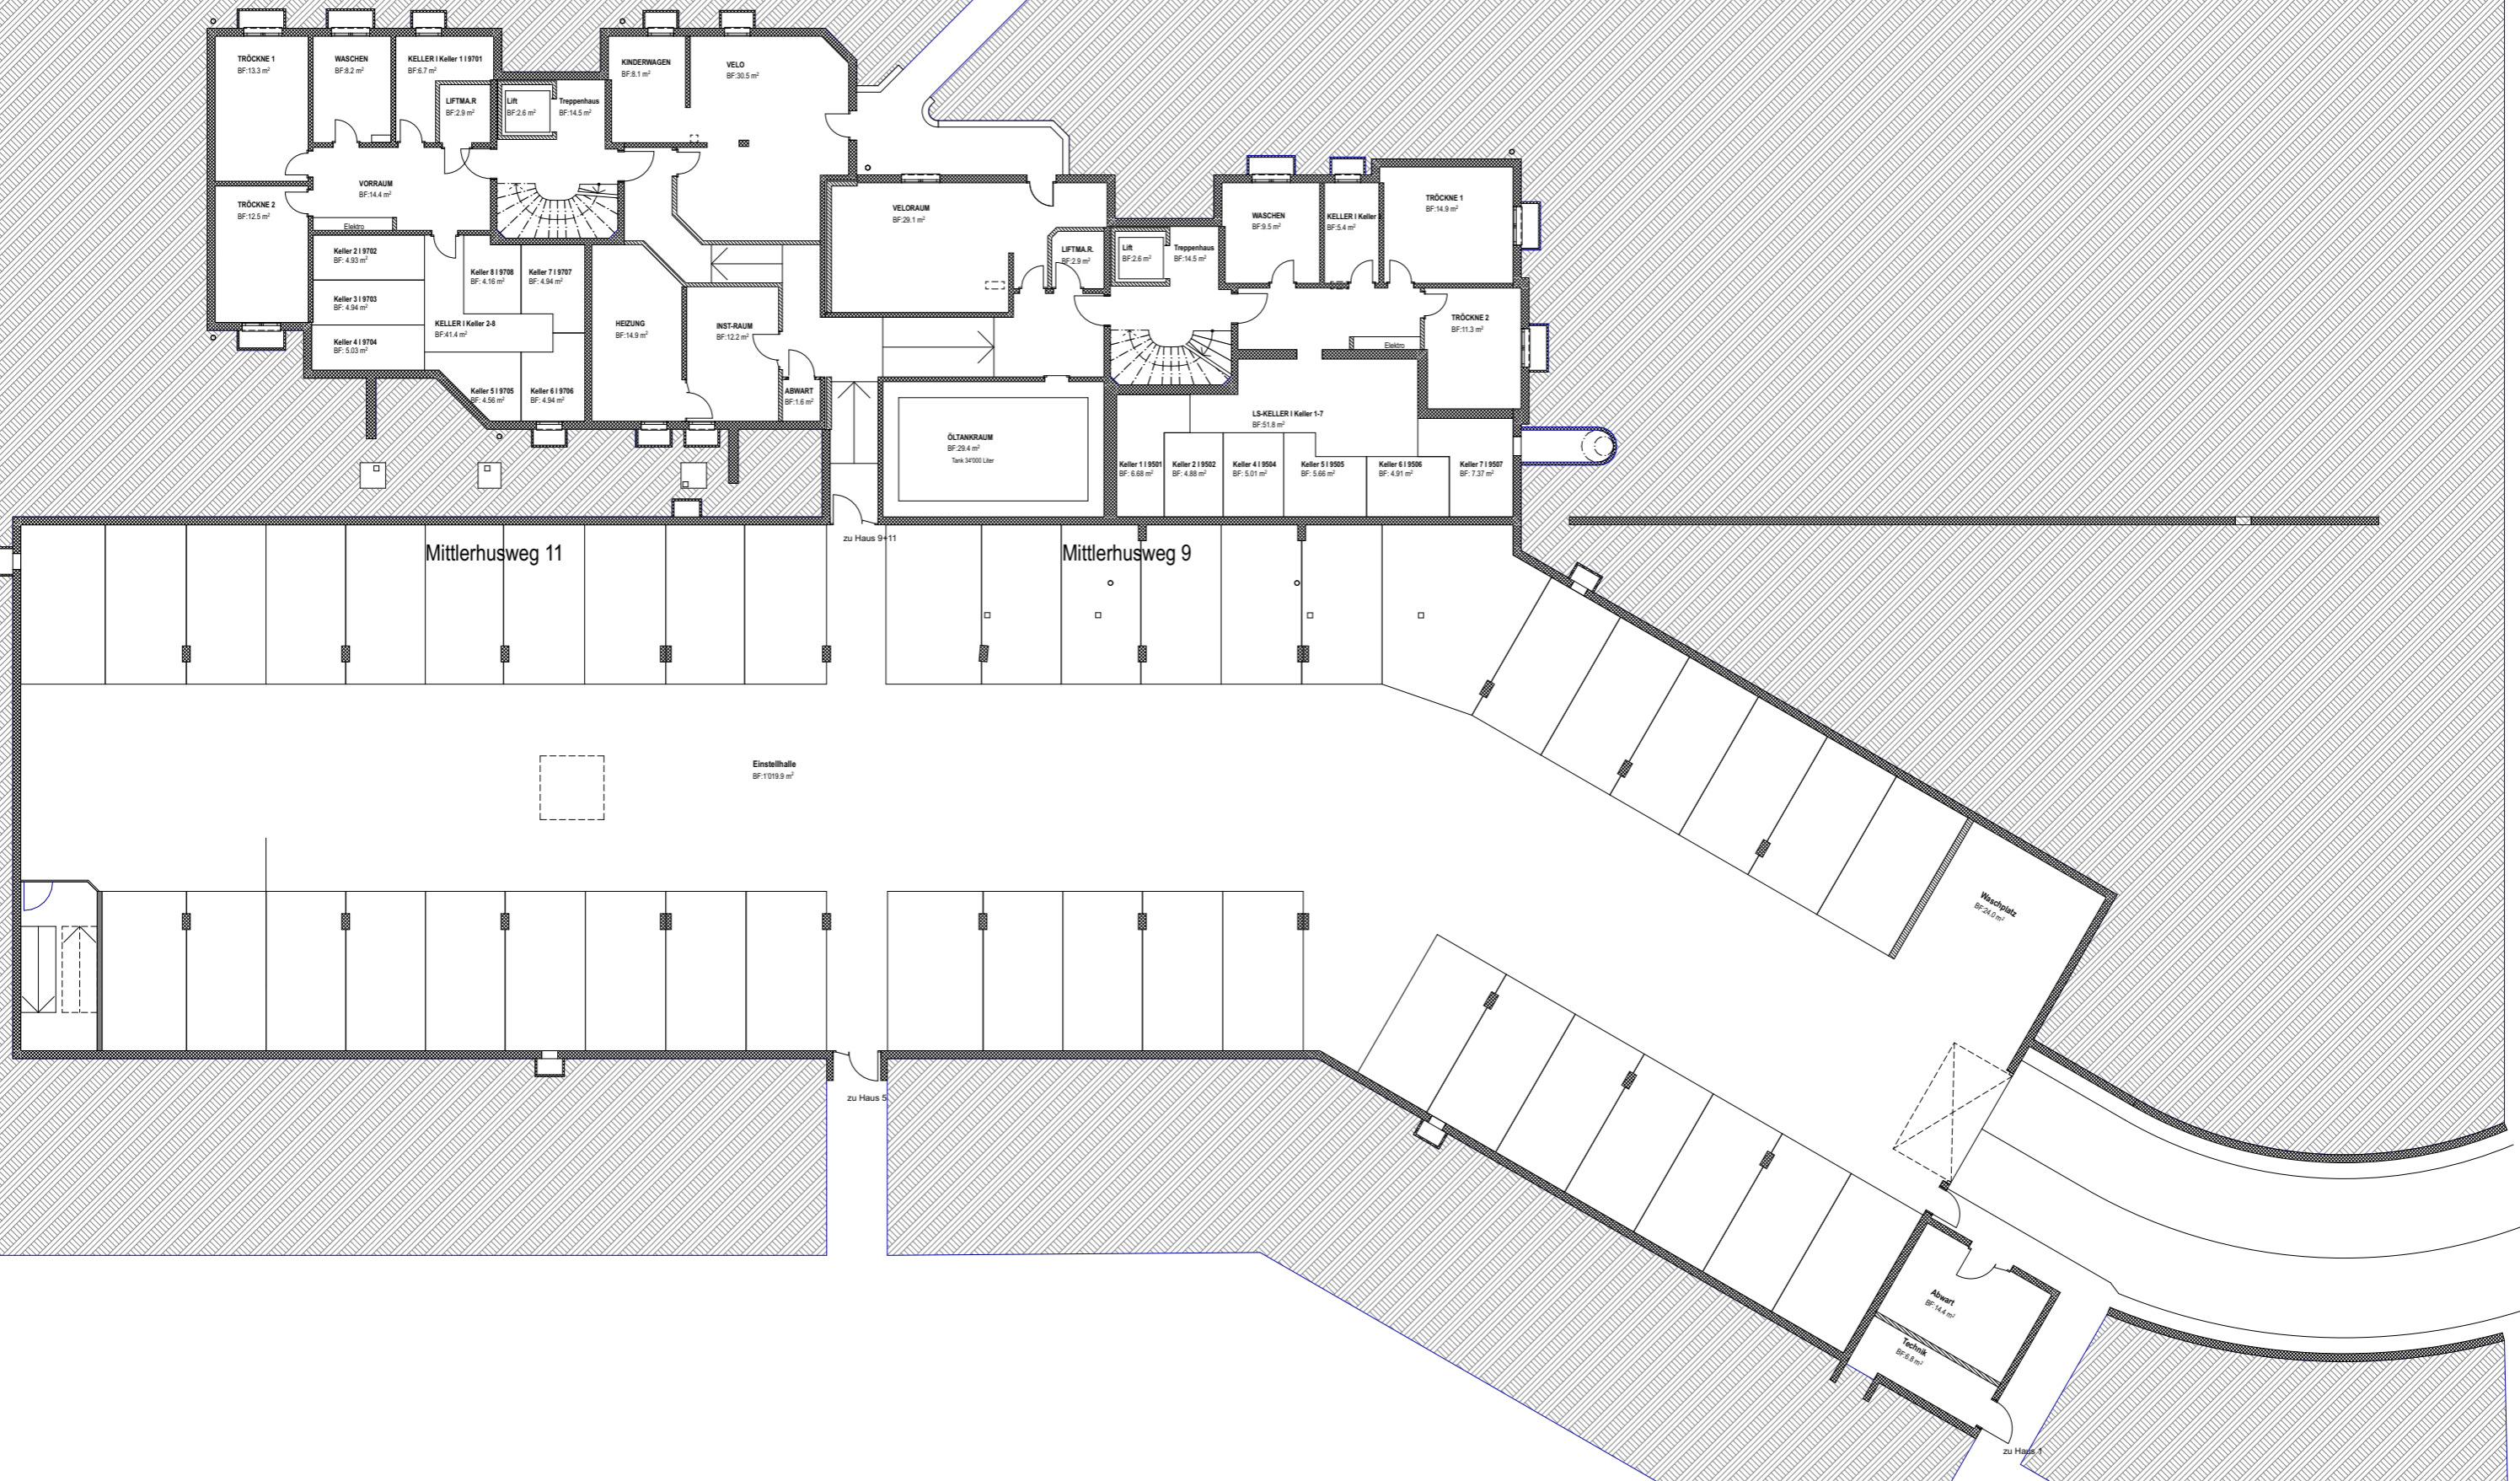 TRÖCKNE 1
BF:13.3 m²
WASCHEN
BF:8.2 m²
KELLER I Keller 1 I 9701
BF:6.7 m²
LIFTMA.R
BF:2.9 m²
Lift
BF:2.6 m²
Treppenhaus
BF:14.5 m²
KINDERWAGEN
BF:8.1 m²
VELO
BF:30.5 m²
TRÖCKNE 2
BF:12.5 m²
VORRAUM
BF:14.4 m²
Elektro
Keller 2 I 9702
BF: 4.93 m²
Keller 3 I 9703
BF: 4.94 m²
Keller 4 I 9704
BF: 5.03 m²
KELLER I Keller 2-8
BF:41.4 m²
Keller 8 I 9708
BF: 4.16 m²
Keller 7 I 9707
BF: 4.94 m²
Keller 5 I 9705
BF: 4.56 m²
Keller 6 I 9706
BF: 4.94 m²
HEIZUNG
BF:14.9 m²
INST-RAUM
BF:12.2 m²
ABWART
BF:1.6 m²
VELORAUM
BF:29.1 m²
LIFTMA.R.
BF:2.9 m²
Lift
BF:2.6 m²
Treppenhaus
BF:14.5 m²
WASCHEN
BF:9.5 m²
KELLER I Keller
BF:5.4 m²
TRÖCKNE 1
BF:14.9 m²
TRÖCKNE 2
BF:11.3 m²
Elektro
ÖLTANKRAUM
BF:29.4 m²
Tank 34'000 Liter
LS-KELLER I Keller 1-7
BF:51.8 m²
Keller 1 I 9501
BF: 6.68 m²
Keller 2 I 9502
BF: 4.88 m²
Keller 4 I 9504
BF: 5.01 m²
Keller 5 I 9505
BF: 5.66 m²
Keller 6 I 9506
BF: 4.91 m²
Keller 7 I 9507
BF: 7.37 m²
zu Haus 9+11
Mittlerhusweg 11
Mittlerhusweg 9
Einstellhalle
BF:1'019.9 m²
Waschplatz
BF:24.0 m²
zu Haus 5
Abwart
BF:14.4 m²
Technik
BF:6.8 m²
zu Haus 1